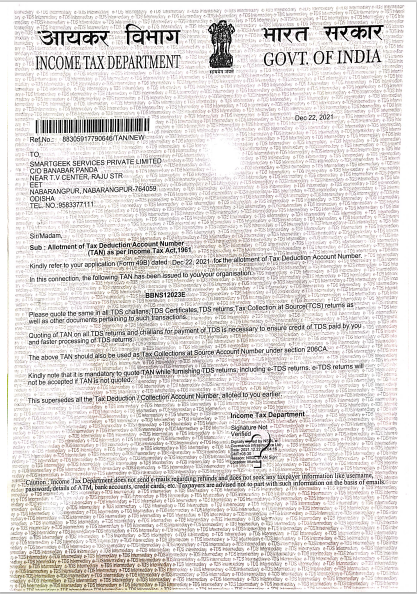 आयकर विभाग
INCOME TAX DEPARTMENT
भारत सरकार
GOVT. OF INDIA
Dec 22, 2021
Ref.No.: 88305917790646/TAN/NEW
TO,
SMARTGEEK SERVICES PRIVATE LIMITED
C/O BANABAR PANDA
NEAR T.V CENTER, RAJU STR
EET
NABARANGPUR, NABARANGPUR-764059
ODISHA
TEL. NO.:9583377111
Sir/Madam,
Sub : Allotment of Tax Deduction Account Number
(TAN) as per Income Tax Act,1961
Kindly refer to your application (Form 49B) dated Dec 22, 2021 for the allotment of Tax Deduction Account Number.
In this connection, the following TAN has been issued to you/your organisation.
BBNS12023E
Please quote the same in all TDS challans,TDS Certificates,TDS returns,Tax Collection at Source(TCS) returns as
well as other documents pertaining to such transactions.
Quoting of TAN on all TDS returns and challans for payment of TDS is necessary to ensure credit of TDS paid by you
and faster processing of TDS returns.
The above TAN should also be used as Tax Collections at Source Account Number under section 206CA.
Kindly note that it is mandatory to quote TAN while furnishing TDS returns, including e-TDS returns. e-TDS returns will
not be accepted if TAN is not quoted.
This supersedes all the Tax Deduction / Collection Account Number, alloted to you earlier.
Income Tax Department
Signature Not
Verified
Caution : Income Tax Department does not send e-mails regarding refunds and does not seek any taxpayer information like username,
password, details of ATM, bank accounts, credit cards, etc. Taxpayers are advised not to part with such information on the basis of emails.